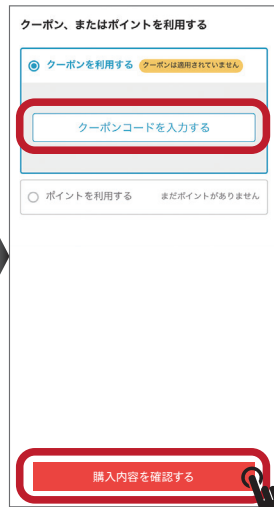 クーポン、またはポイントを利用する
クーポンを利用する クーポンは適用されていません
クーポンコードを入力する
ポイントを利用する まだポイントがありません
購入内容を確認する